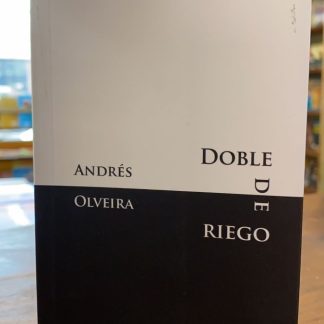 ANDRÉS
OLVEIRA
DOBLE
DE
RIEGO